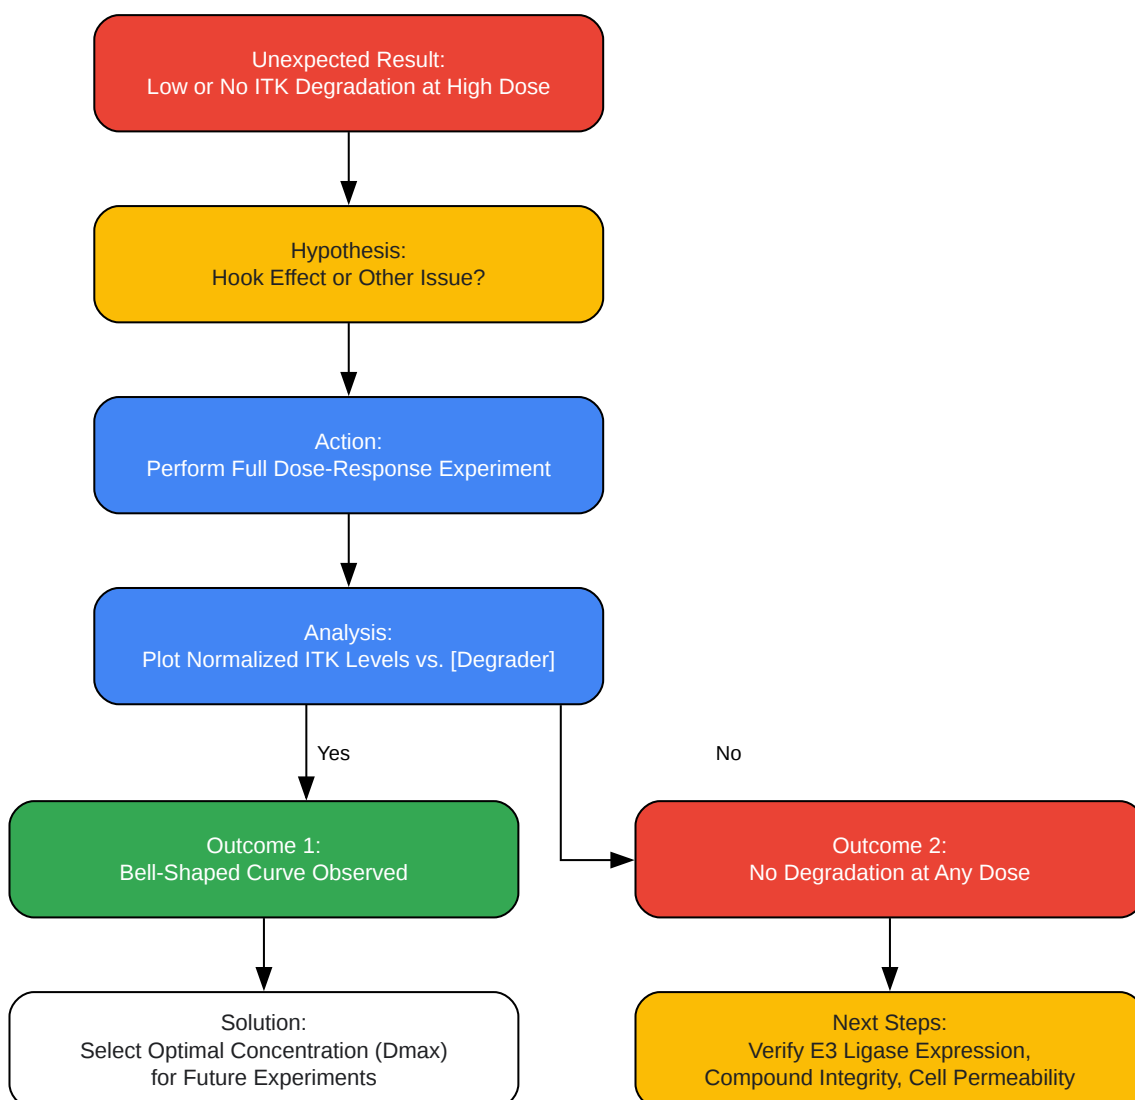 Unexpected Result:
Low or No ITK Degradation at High Dose
Hypothesis:
Hook Effect or Other Issue?
Action:
Perform Full Dose-Response Experiment
Analysis:
Plot Normalized ITK Levels vs. [Degrader]
Yes
No
Outcome 1:
Bell-Shaped Curve Observed
Outcome 2:
No Degradation at Any Dose
Solution:
Select Optimal Concentration (Dmax)
for Future Experiments
Next Steps:
Verify E3 Ligase Expression,
Compound Integrity, Cell Permeability